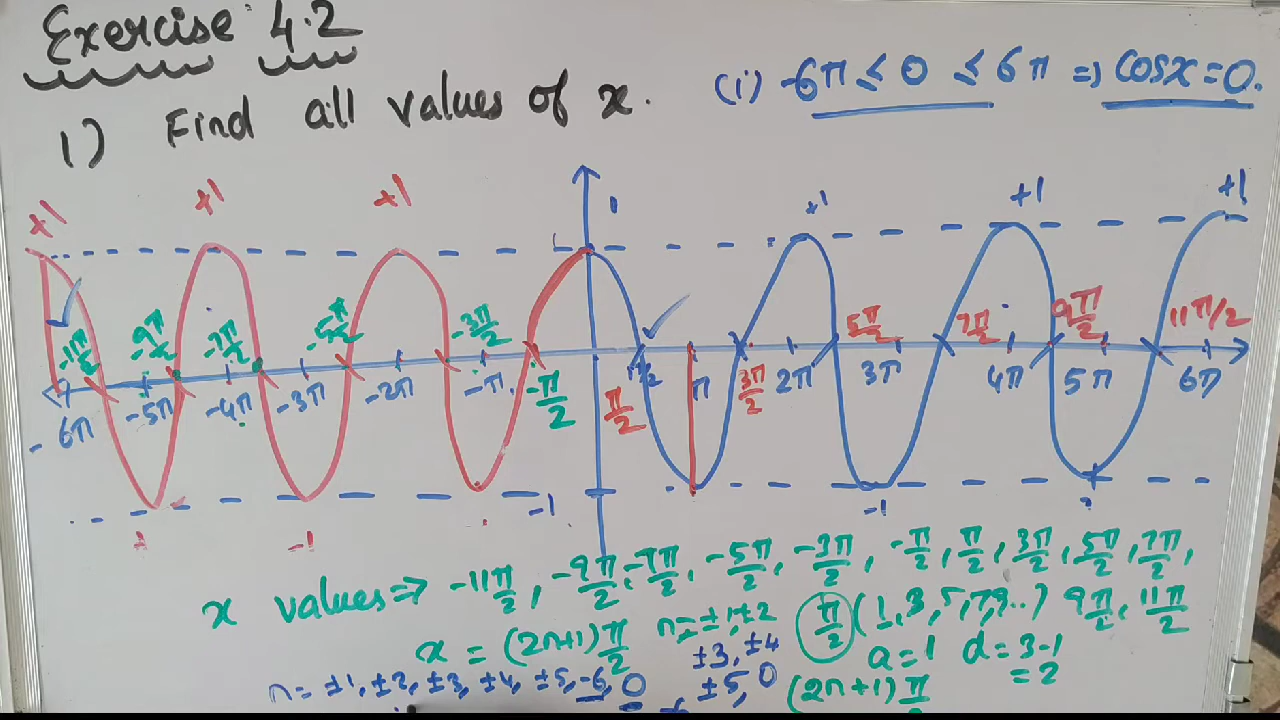 Exercise 4.2
1) Find all values of x.
(i) -6π ≤ 0 ≤ 6π ⇒ cosx=0.
+1 +1 +1 1 +1 +1 +1
-11π/2 -9π/2 -7π/2 -5π/2 -3π/2 -π/2 π/2 π/2 3π/2 5π/2 7π/2 9π/2 11π/2
-6π -5π -4π -3π -2π -π π 2π 3π 4π 5π 6π
-1 -1 -1
x values ⇒ -11π/2, -9π/2, -7π/2, -5π/2, -3π/2, -π/2, π/2, 3π/2, 5π/2, 7π/2,
9π/2, 11π/2
π/2 (1, 3, 5, 7, 9..)
a=1 d=3-1
=2
(2n+1) π
x = (2n+1) π/2
n=±1, ±2
±3, ±4
±5, 0
n= ±1, ±2, ±3, ±4, ±5, -6, 0